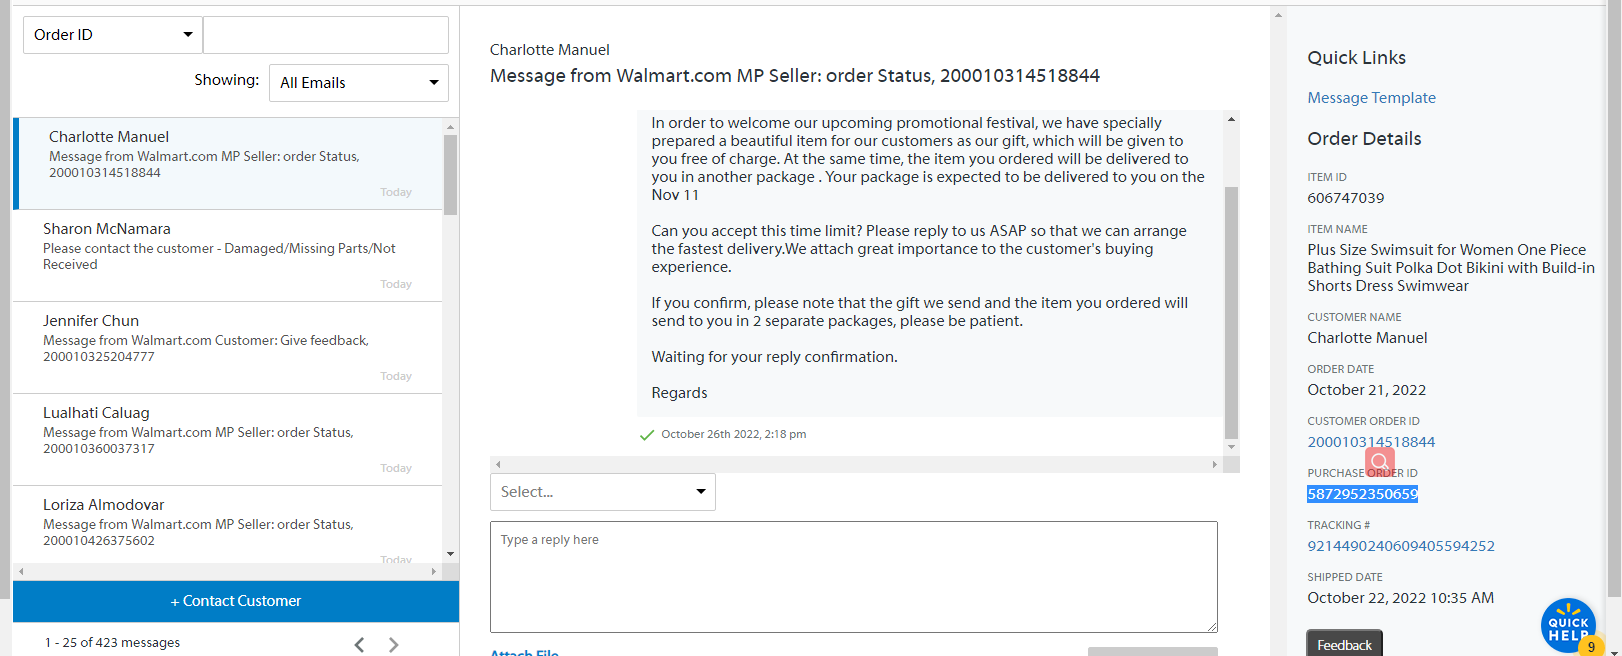 Order ID
Showing:
All Emails
Charlotte Manuel
Message from Walmart.com MP Seller: order Status,
200010314518844
Today
Sharon McNamara
Please contact the customer - Damaged/Missing Parts/Not
Received
Today
Jennifer Chun
Message from Walmart.com Customer: Give feedback,
200010325204777
Today
Lualhati Caluag
Message from Walmart.com MP Seller: order Status,
200010360037317
Today
Loriza Almodovar
Message from Walmart.com MP Seller: order Status,
200010426375602
Today
+ Contact Customer
1 - 25 of 423 messages
Charlotte Manuel
Message from Walmart.com MP Seller: order Status, 200010314518844
In order to welcome our upcoming promotional festival, we have specially
prepared a beautiful item for our customers as our gift, which will be given to
you free of charge. At the same time, the item you ordered will be delivered to
you in another package . Your package is expected to be delivered to you on the
Nov 11
Can you accept this time limit? Please reply to us ASAP so that we can arrange
the fastest delivery.We attach great importance to the customer's buying
experience.
If you confirm, please note that the gift we send and the item you ordered will
send to you in 2 separate packages, please be patient.
Waiting for your reply confirmation.
Regards
October 26th 2022, 2:18 pm
Select...
Type a reply here
Attach File
Quick Links
Message Template
Order Details
ITEM ID
606747039
ITEM NAME
Plus Size Swimsuit for Women One Piece
Bathing Suit Polka Dot Bikini with Build-in
Shorts Dress Swimwear
CUSTOMER NAME
Charlotte Manuel
ORDER DATE
October 21, 2022
CUSTOMER ORDER ID
200010314518844
PURCHASE ORDER ID
5872952350659
TRACKING #
9214490240609405594252
SHIPPED DATE
October 22, 2022 10:35 AM
Feedback
QUICK
HELP
9